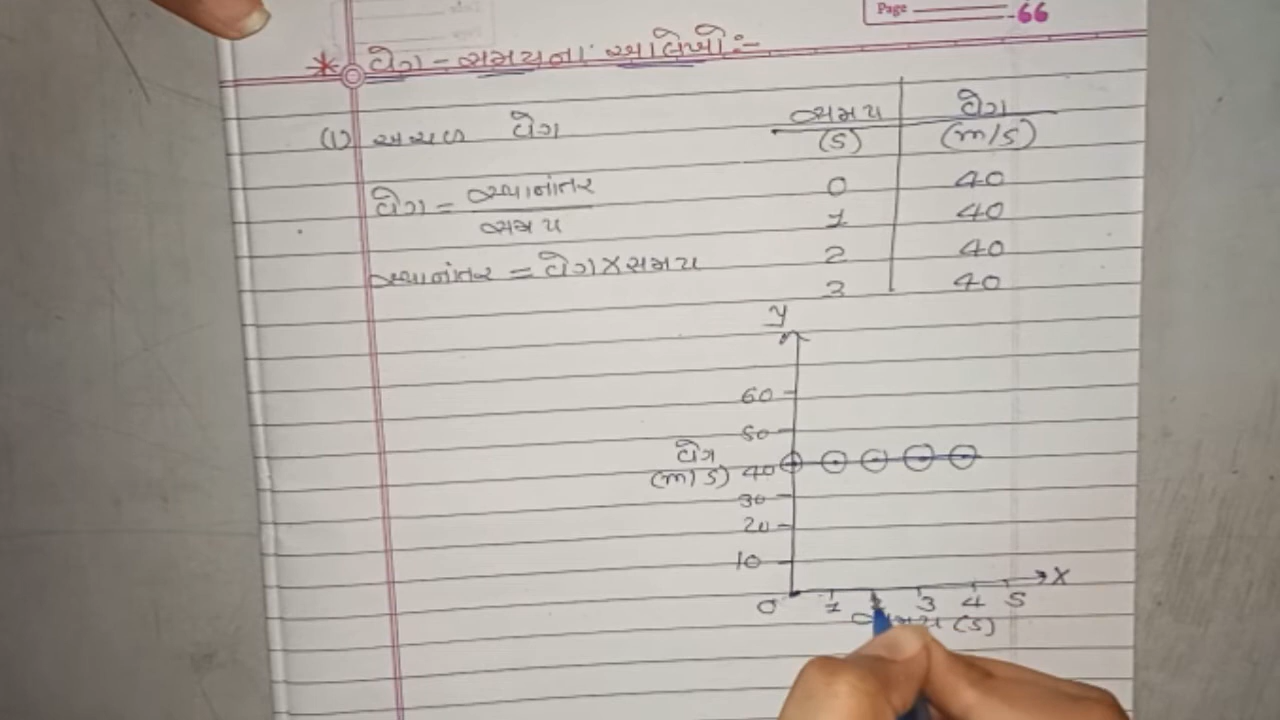 Page 66
* વેગ - સમયના આલેખો :-
(1) અચળ વેગ
સમય વેગ
(s) (m/s)
વેગ = સ્થાનાંતર
સમય
સ્થાનાંતર = વેગ X સમય
0 40
1 40
2 40
3 40
y
60
50
વેગ
(m/s) 40
30
20
10
X
0 1 3 4 5
સમય (s)